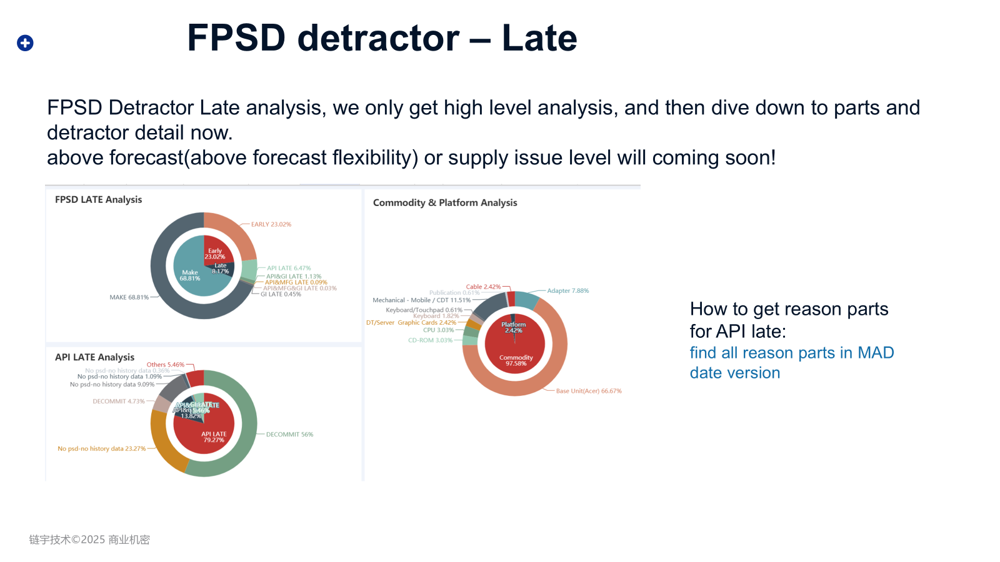 FPSD detractor – Late
FPSD Detractor Late analysis, we only get high level analysis, and then dive down to parts and
detractor detail now.
above forecast(above forecast flexibility) or supply issue level will coming soon!
FPSD LATE Analysis
EARLY 23.02%
Early
23.02%
Late
8.17%
Make
68.81%
API LATE 6.47%
API&GI LATE 1.13%
API&MFG LATE 0.09%
API&MFG&GI LATE 0.03%
GI LATE 0.45%
MAKE 68.81%
API LATE Analysis
Others 5.46%
No psd-no history data 0.36%
No psd-no history data 1.09%
No psd-no history data 9.09%
DECOMMIT 4.73%
13.82%
API LATE
79.27%
DECOMMIT 56%
No psd-no history data 23.27%
Commodity & Platform Analysis
Cable 2.42%
Adapter 7.88%
Publication 0.61%
Mechanical - Mobile / CDT 11.51%
Keyboard/Touchpad 0.61%
Keyboard 1.82%
DT/Server Graphic Cards 2.42%
CPU 3.03%
CD-ROM 3.03%
Platform
2.42%
Commodity
97.58%
Base Unit(Acer) 66.67%
How to get reason parts
for API late:
find all reason parts in MAD
date version
链宇技术©2025 商业机密